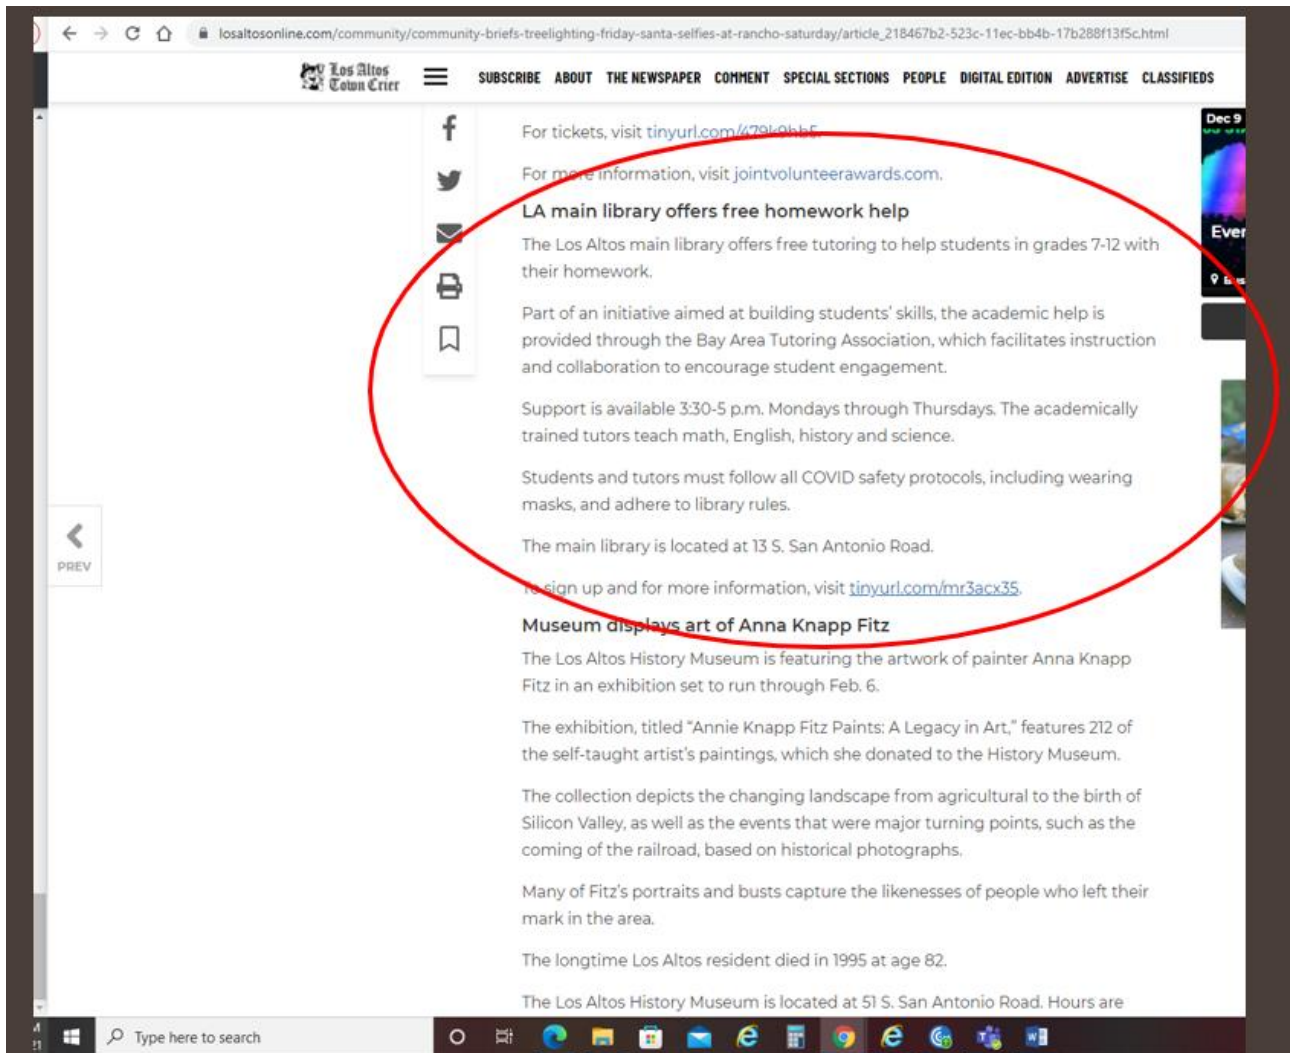 losaltosonline.com/community/community-briefs-treelighting-friday-santa-selfies-at-rancho-saturday/article_218467b2-523c-11ec-bb4b-17b288f13f5c.html
Los Altos
Town Crier
SUBSCRIBE ABOUT THE NEWSPAPER COMMENT SPECIAL SECTIONS PEOPLE DIGITAL EDITION ADVERTISE CLASSIFIEDS
Dec 9
For tickets, visit tinyurl.com/479k9hb5.
For more information, visit jointvolunteerawards.com.
LA main library offers free homework help
The Los Altos main library offers free tutoring to help students in grades 7-12 with
their homework.
Part of an initiative aimed at building students' skills, the academic help is
provided through the Bay Area Tutoring Association, which facilitates instruction
and collaboration to encourage student engagement.
Support is available 3:30-5 p.m. Mondays through Thursdays. The academically
trained tutors teach math, English, history and science.
Students and tutors must follow all COVID safety protocols, including wearing
masks, and adhere to library rules.
The main library is located at 13 S. San Antonio Road.
To sign up and for more information, visit tinyurl.com/mr3acx35.
PREV
Museum displays art of Anna Knapp Fitz
The Los Altos History Museum is featuring the artwork of painter Anna Knapp
Fitz in an exhibition set to run through Feb. 6.
The exhibition, titled “Annie Knapp Fitz Paints: A Legacy in Art,” features 212 of
the self-taught artist's paintings, which she donated to the History Museum.
The collection depicts the changing landscape from agricultural to the birth of
Silicon Valley, as well as the events that were major turning points, such as the
coming of the railroad, based on historical photographs.
Many of Fitz's portraits and busts capture the likenesses of people who left their
mark in the area.
The longtime Los Altos resident died in 1995 at age 82.
The Los Altos History Museum is located at 51 S. San Antonio Road. Hours are
Type here to search